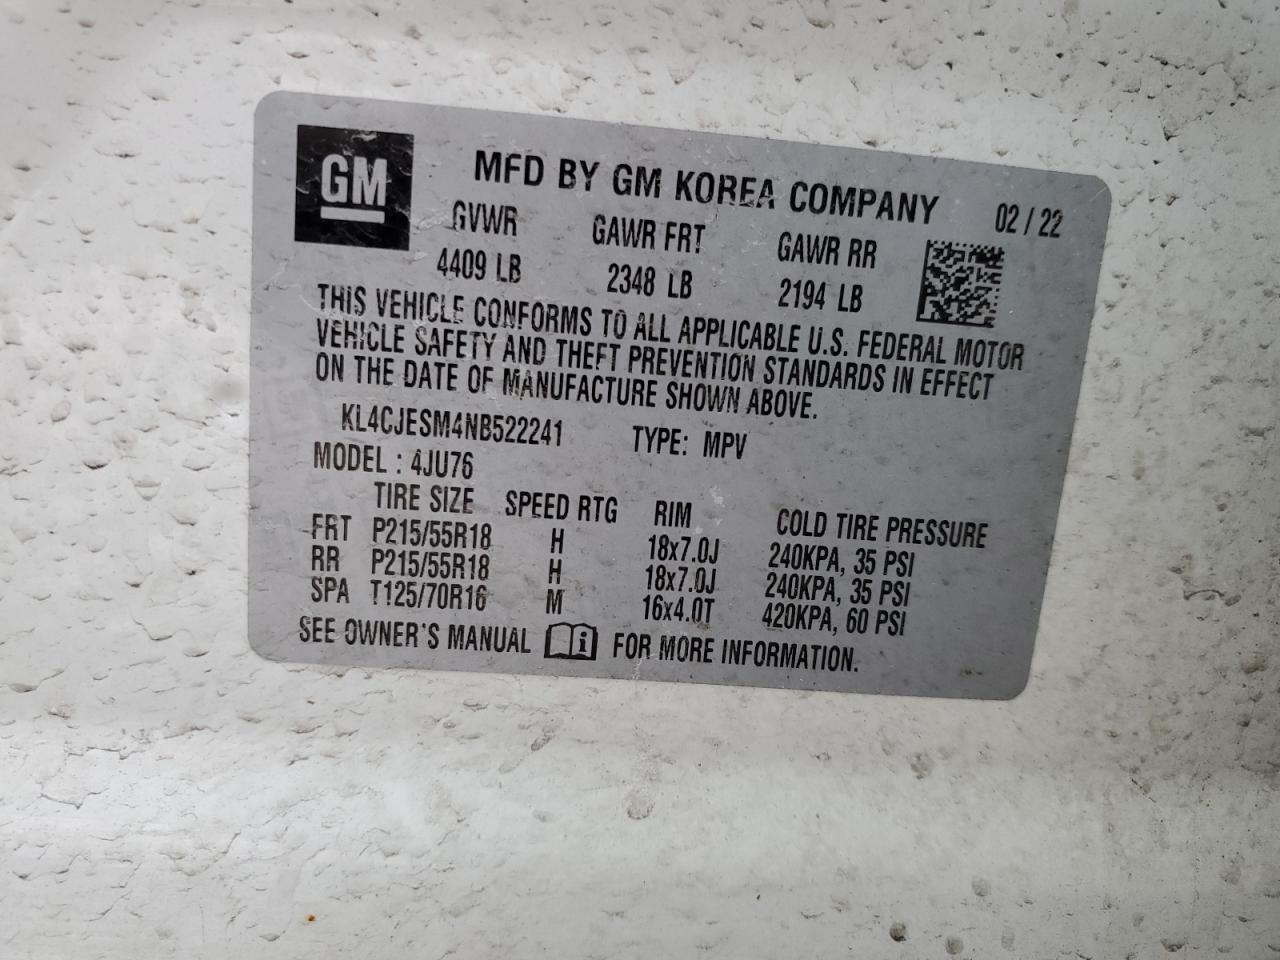 GM
MFD BY GM KOREA COMPANY 02 / 22
GVWR GAWR FRT GAWR RR
4409 LB 2348 LB 2194 LB
THIS VEHICLE CONFORMS TO ALL APPLICABLE U.S. FEDERAL MOTOR
VEHICLE SAFETY AND THEFT PREVENTION STANDARDS IN EFFECT
ON THE DATE OF MANUFACTURE SHOWN ABOVE.
KL4CJESM4NB522241 TYPE: MPV
MODEL : 4JU76
TIRE SIZE SPEED RTG RIM COLD TIRE PRESSURE
FRT P215/55R18 H 18x7.0J 240KPA, 35 PSI
RR P215/55R18 H 18x7.0J 240KPA, 35 PSI
SPA T125/70R16 M 16x4.0T 420KPA, 60 PSI
SEE OWNER'S MANUAL i FOR MORE INFORMATION.